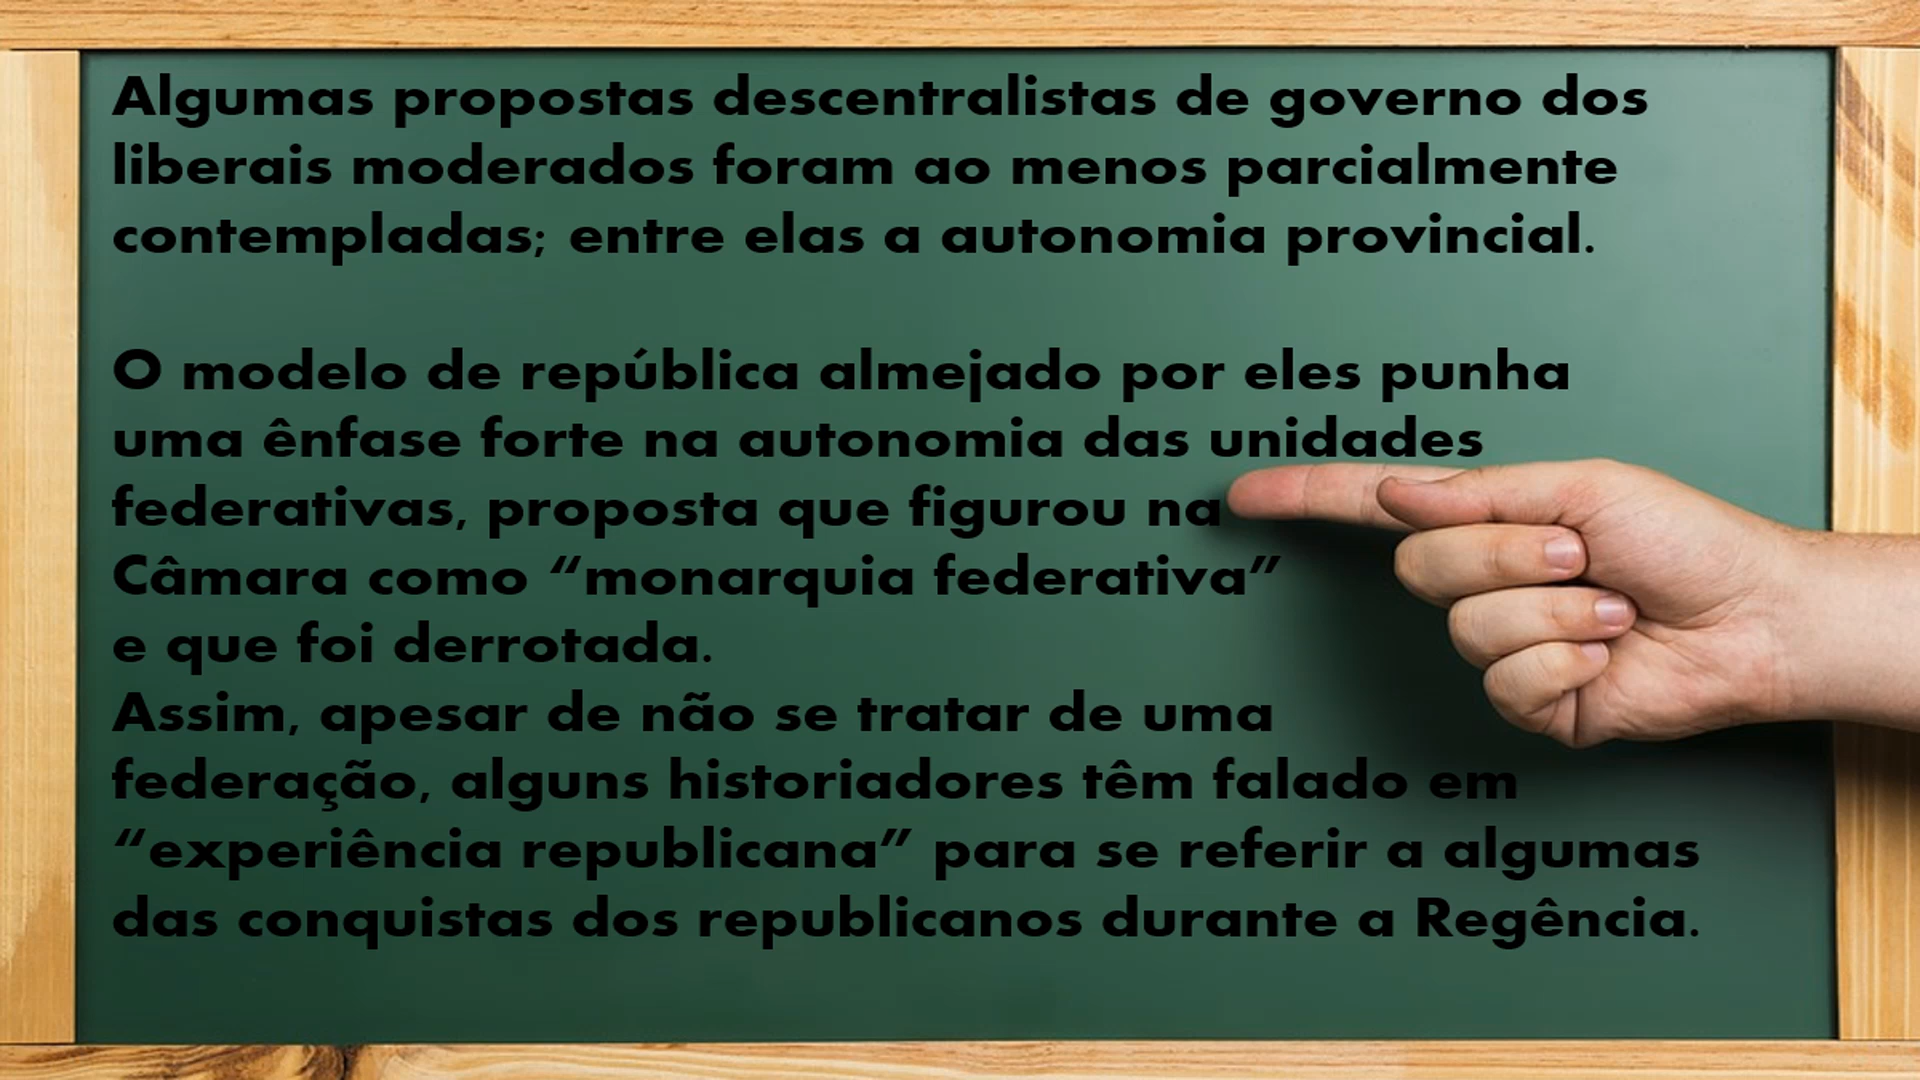 Algumas propostas descentralistas de governo dos
liberais moderados foram ao menos parcialmente
contempladas; entre elas a autonomia provincial.
O modelo de república almejado por eles punha
uma ênfase forte na autonomia das unidades
federativas, proposta que figurou na
Câmara como “monarquia federativa”
e que foi derrotada.
Assim, apesar de não se tratar de uma
federação, alguns historiadores têm falado em
“experiência republicana” para se referir a algumas
das conquistas dos republicanos durante a Regência.